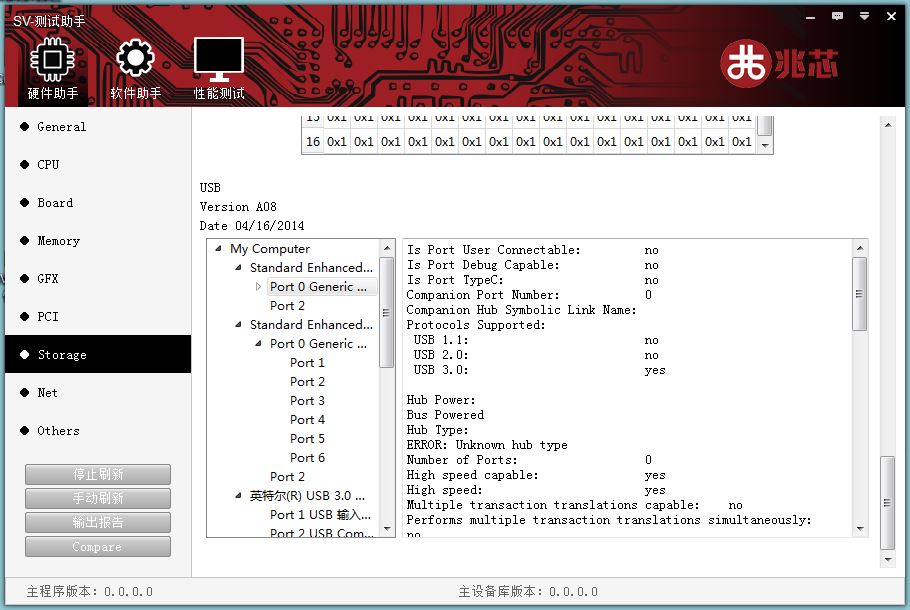 SV-测试助手
兆芯
硬件助手 软件助手 性能测试
General
CPU
Board
Memory
GFX
PCI
Storage
Net
Others
停止刷新
手动刷新
输出报告
Compare
15 0x1 0x1 0x1 0x1 0x1 0x1 0x1 0x1 0x1 0x1 0x1 0x1 0x1 0x1 0x1 0x1
16 0x1 0x1 0x1 0x1 0x1 0x1 0x1 0x1 0x1 0x1 0x1 0x1 0x1 0x1 0x1 0x1
USB
Version A08
Date 04/16/2014
My Computer
Standard Enhanced...
Port 0 Generic ...
Port 2
Standard Enhanced...
Port 0 Generic ...
Port 1
Port 2
Port 3
Port 4
Port 5
Port 6
Port 2
英特尔(R) USB 3.0 ...
Port 1 USB 输入...
Port 2 USB Com...
Is Port User Connectable: no
Is Port Debug Capable: no
Is Port TypeC: no
Companion Port Number: 0
Companion Hub Symbolic Link Name:
Protocols Supported:
USB 1.1: no
USB 2.0: no
USB 3.0: yes
Hub Power:
Bus Powered
Hub Type:
ERROR: Unknown hub type
Number of Ports: 0
High speed capable: yes
High speed: yes
Multiple transaction translations capable: no
Performs multiple transaction translations simultaneously:
no
主程序版本: 0.0.0.0 主设备库版本: 0.0.0.0